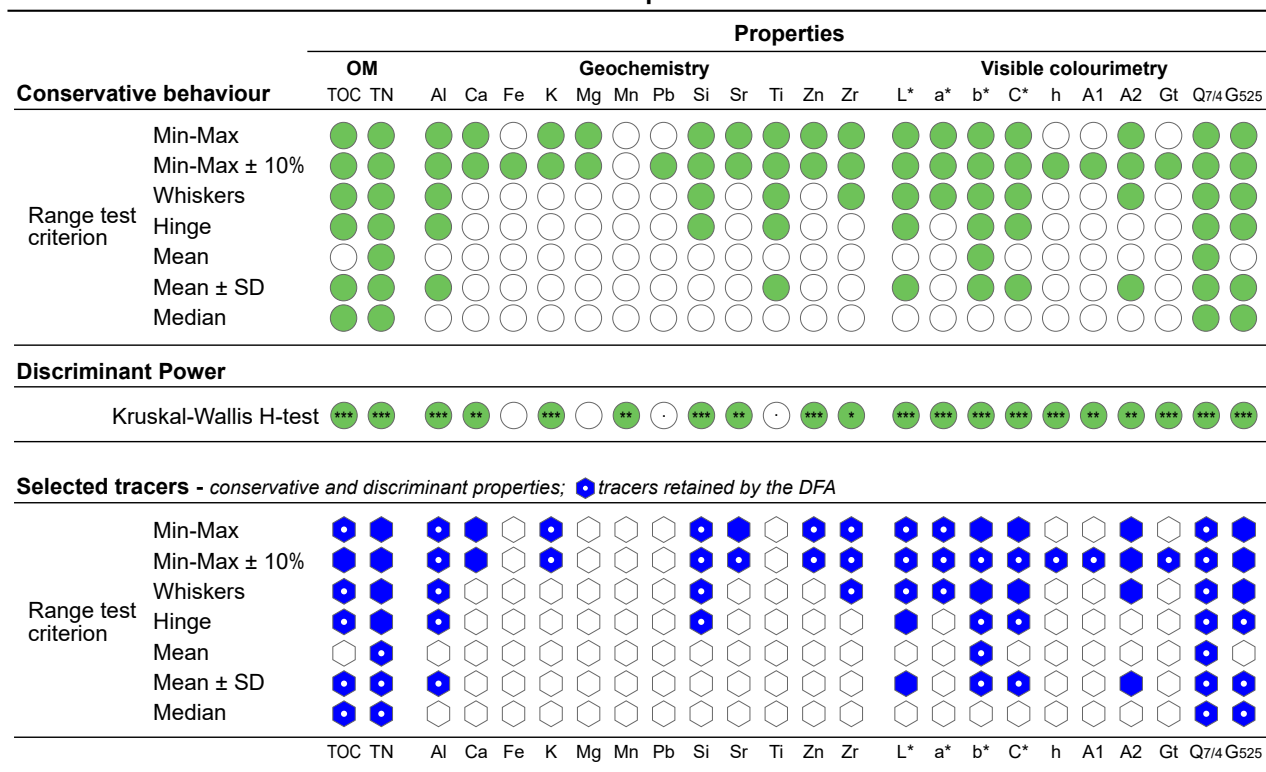 Properties
OM Geochemistry Visible colourimetry
Conservative behaviour TOC TN Al Ca Fe K Mg Mn Pb Si Sr Ti Zn Zr L* a* b* C* h A1 A2 Gt Q7/4 G525
Min-Max
Min-Max ± 10%
Whiskers
Range test criterion
Hinge
Mean
Mean ± SD
Median
Discriminant Power
Kruskal-Wallis H-test *** *** *** ** *** ** . *** ** . *** * *** *** *** *** *** ** ** *** *** ***
Selected tracers - conservative and discriminant properties; tracers retained by the DFA
Min-Max
Min-Max ± 10%
Whiskers
Range test criterion
Hinge
Mean
Mean ± SD
Median
TOC TN Al Ca Fe K Mg Mn Pb Si Sr Ti Zn Zr L* a* b* C* h A1 A2 Gt Q7/4 G525